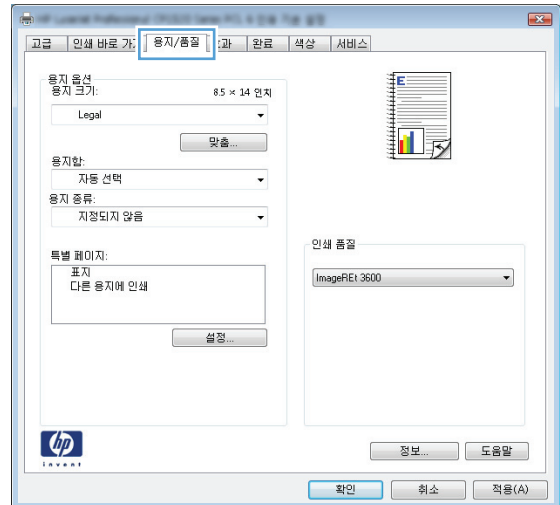 고급 인쇄 바로 가기 용지/품질 효과 완료 색상 서비스
용지 옵션
용지 크기: 8.5 × 14 인치
Legal
맞춤...
용지함:
자동 선택
용지 종류:
지정되지 않음
특별 페이지:
표지
다른 용지에 인쇄
설정...
E
인쇄 품질
ImageREt 3600
hp
invent
정보... 도움말
확인 취소 적용(A)